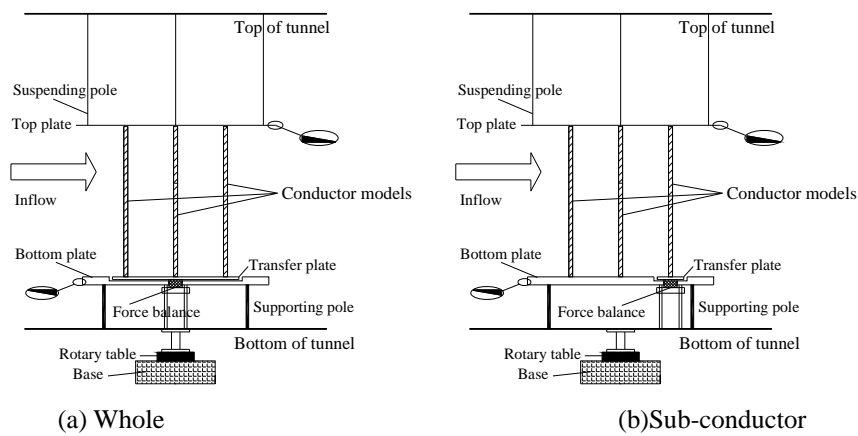 Top of tunnel
Suspending pole
Top plate
Inflow
Conductor models
Bottom plate
Transfer plate
Force balance
Supporting pole
Rotary table
Bottom of tunnel
Base
(a) Whole
Top of tunnel
Suspending pole
Top plate
Inflow
Conductor models
Bottom plate
Transfer plate
Force balance
Supporting pole
Rotary table
Bottom of tunnel
Base
(b)Sub-conductor